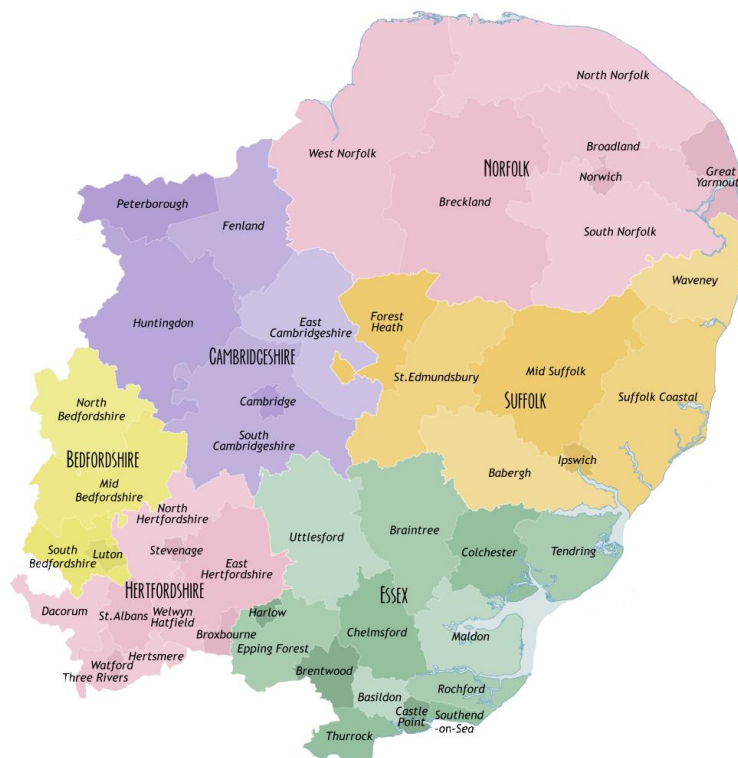 North Norfolk
West Norfolk
Broadland
NORFOLK
Norwich
Great
Yarmouth
Breckland
South Norfolk
Peterborough
Fenland
Waveney
Huntingdon
East
Cambridgeshire
Forest
Heath
CAMBRIDGESHIRE
St.Edmundsbury
Mid Suffolk
Suffolk Coastal
SUFFOLK
Cambridge
South
Cambridgeshire
North
Bedfordshire
BEDFORDSHIRE
Mid
Bedfordshire
Babergh
Ipswich
North
Hertfordshire
Uttlesford
Braintree
Colchester
Tendring
South
Bedfordshire
Luton
Stevenage
East
Hertfordshire
HERTFORDSHIRE
ESSEX
Dacorum
St.Albans
Welwyn
Hatfield
Harlow
Broxbourne
Chelmsford
Maldon
Epping Forest
Hertsmere
Watford
Three Rivers
Brentwood
Basildon
Rochford
Castle
Point
Southend
-on-Sea
Thurrock